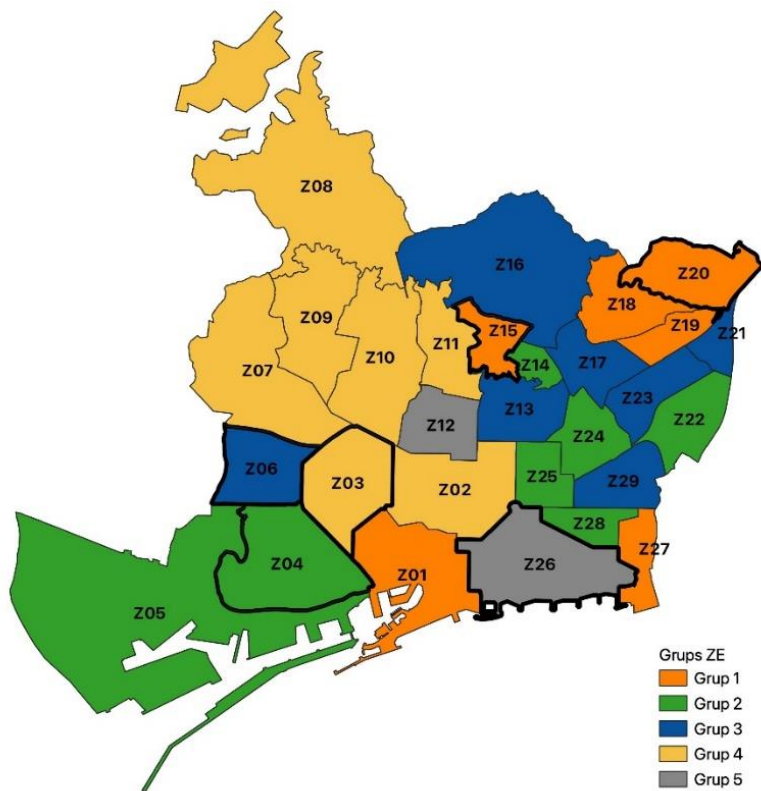 Z08
Z16
Z20
Z18
Z09
Z15
Z19
Z21
Z11
Z10
Z14
Z17
Z07
Z23
Z13
Z22
Z12
Z24
Z06
Z03
Z02
Z25
Z29
Z28
Z27
Z04
Z26
Z01
Z05
Grups ZE
Grup 1
Grup 2
Grup 3
Grup 4
Grup 5